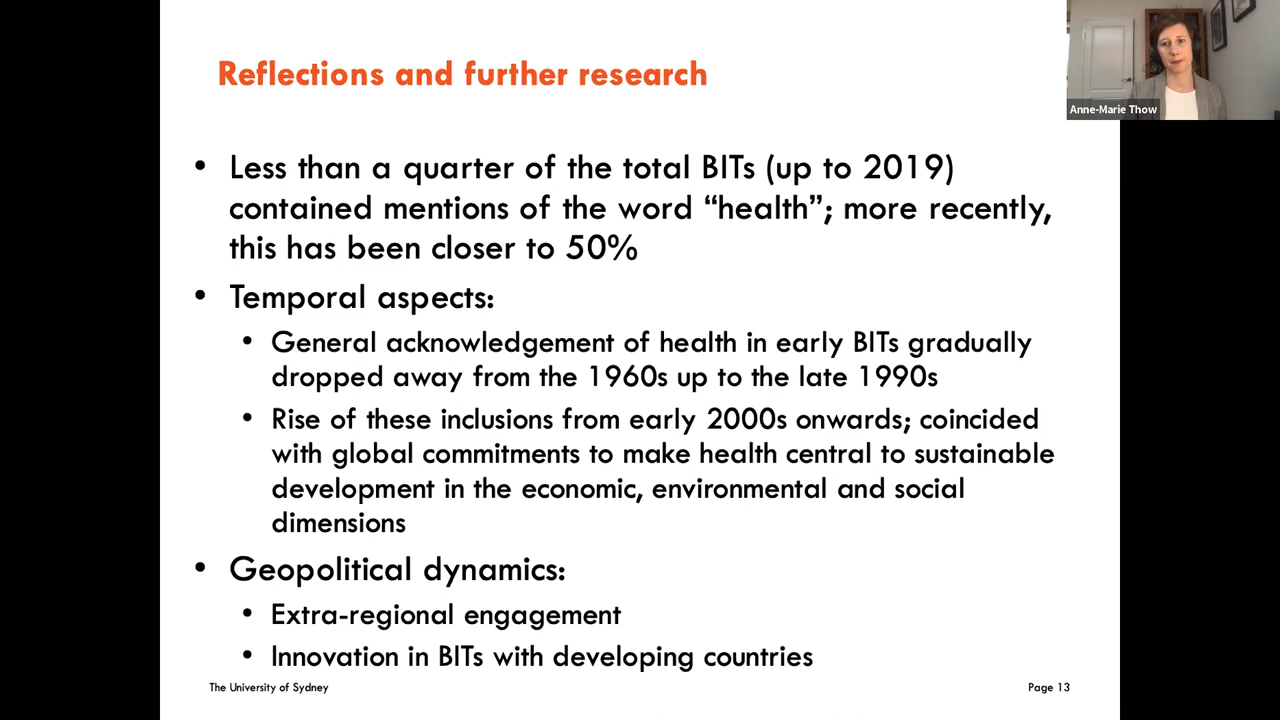 Reflections and further research
Anne-Marie Thow
• Less than a quarter of the total BITs (up to 2019)
contained mentions of the word “health”; more recently,
this has been closer to 50%
• Temporal aspects:
• General acknowledgement of health in early BITs gradually
dropped away from the 1960s up to the late 1990s
• Rise of these inclusions from early 2000s onwards; coincided
with global commitments to make health central to sustainable
development in the economic, environmental and social
dimensions
• Geopolitical dynamics:
• Extra-regional engagement
• Innovation in BITs with developing countries
The University of Sydney
Page 13